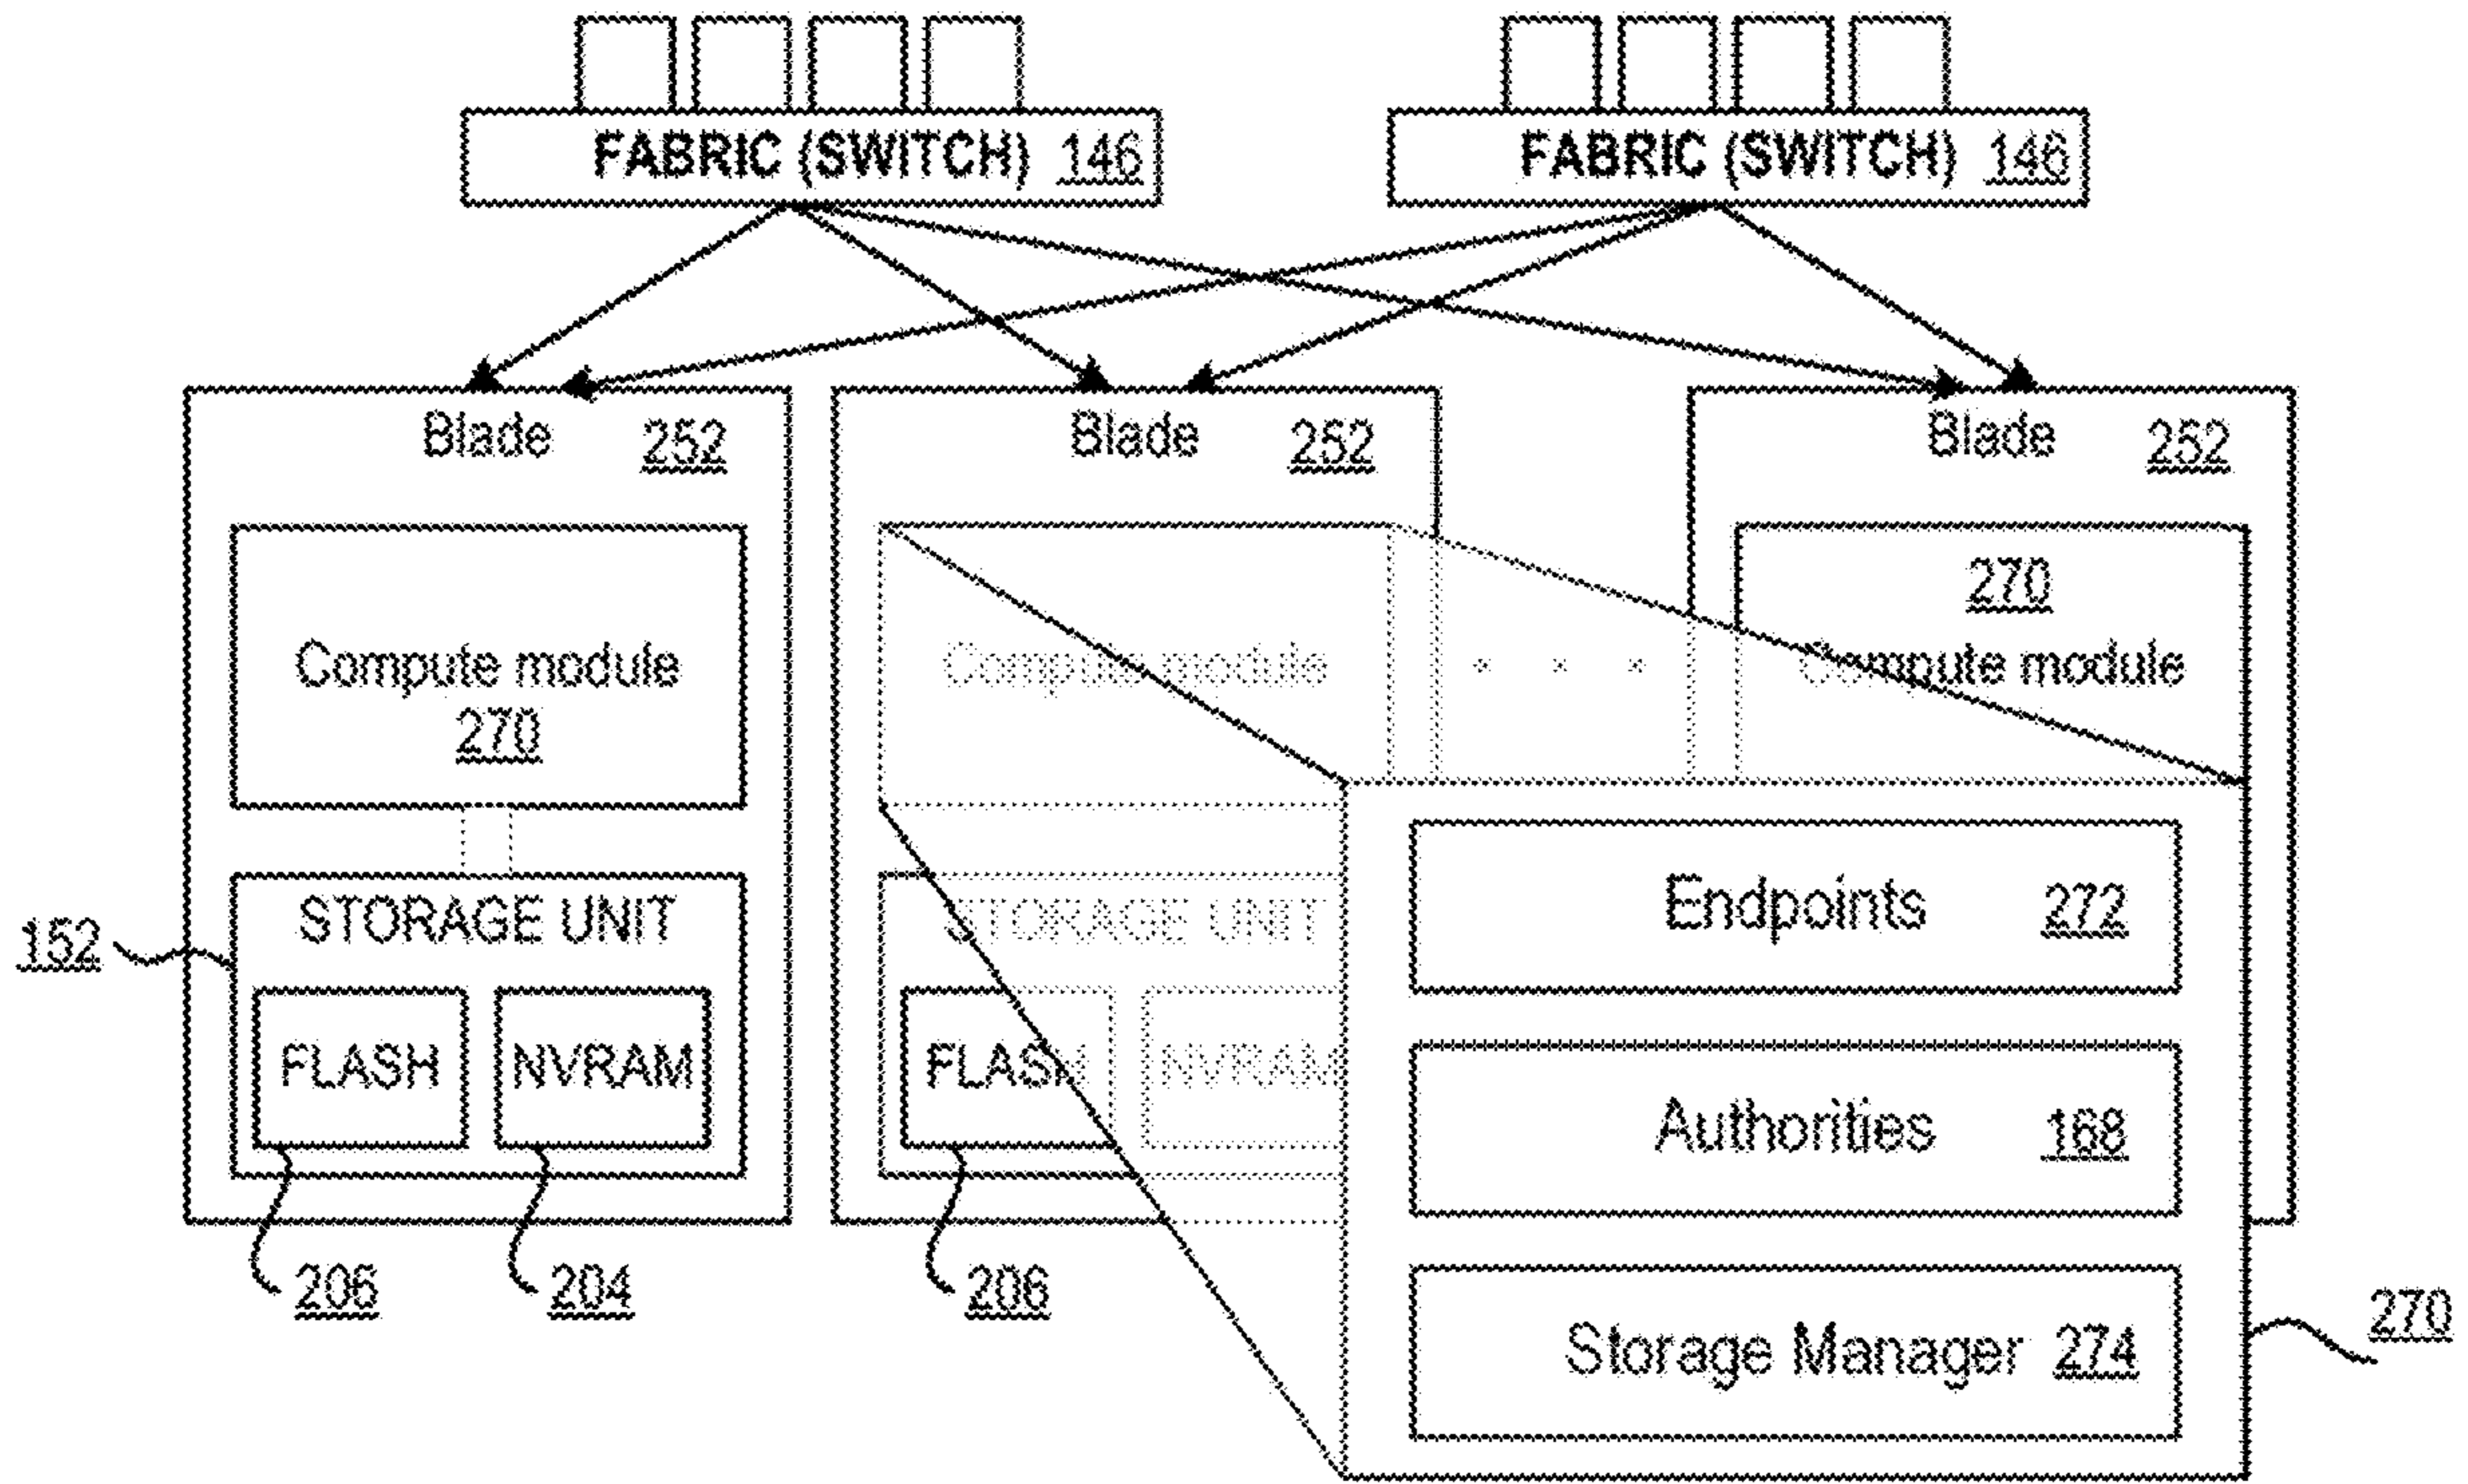 FABRIC (SWITCH) 146
FABRIC (SWITCH) 146
Blade 252
Blade 252
Blade 252
270
Compute module
270
Compute module
Compute module
STORAGE UNIT
STORAGE UNIT
152
FLASH
NVRAM
FLASH
NVRAM
206
204
206
Endpoints 272
Authorities 168
Storage Manager 274
270